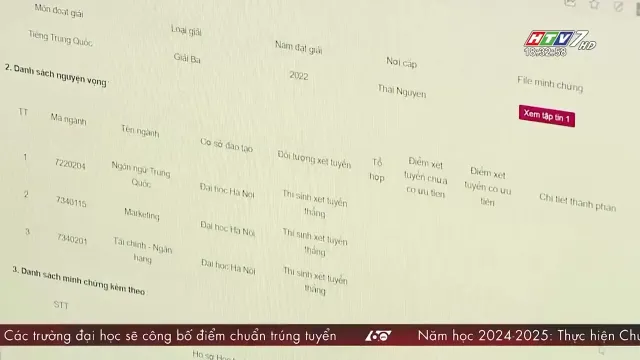 HTV7 HD
18:32:58
Môn đoạt giải
Loại giải
Năm đạt giải
Nơi cấp
File minh chứng
Tiếng Trung Quốc
Giải Ba
2022
Thái Nguyên
Xem tập tin 1
2. Danh sách nguyện vọng
TT
Mã ngành
Tên ngành
Cơ sở đào tạo
Đối tượng xét tuyển
Tổ hợp
Điểm xét tuyển chưa có ưu tiên
Điểm xét tuyển có ưu tiên
Chi tiết thành phần
1
7220204
Ngôn ngữ Trung Quốc
Đại học Hà Nội
Thí sinh xét tuyển thẳng
2
7340115
Marketing
Đại học Hà Nội
Thí sinh xét tuyển thẳng
3
7340201
Tài chính - Ngân hàng
Đại học Hà Nội
Thí sinh xét tuyển thẳng
3. Danh sách minh chứng kèm theo
STT
Các trường đại học sẽ công bố điểm chuẩn trúng tuyển
60
Năm học 2024-2025: Thực hiện